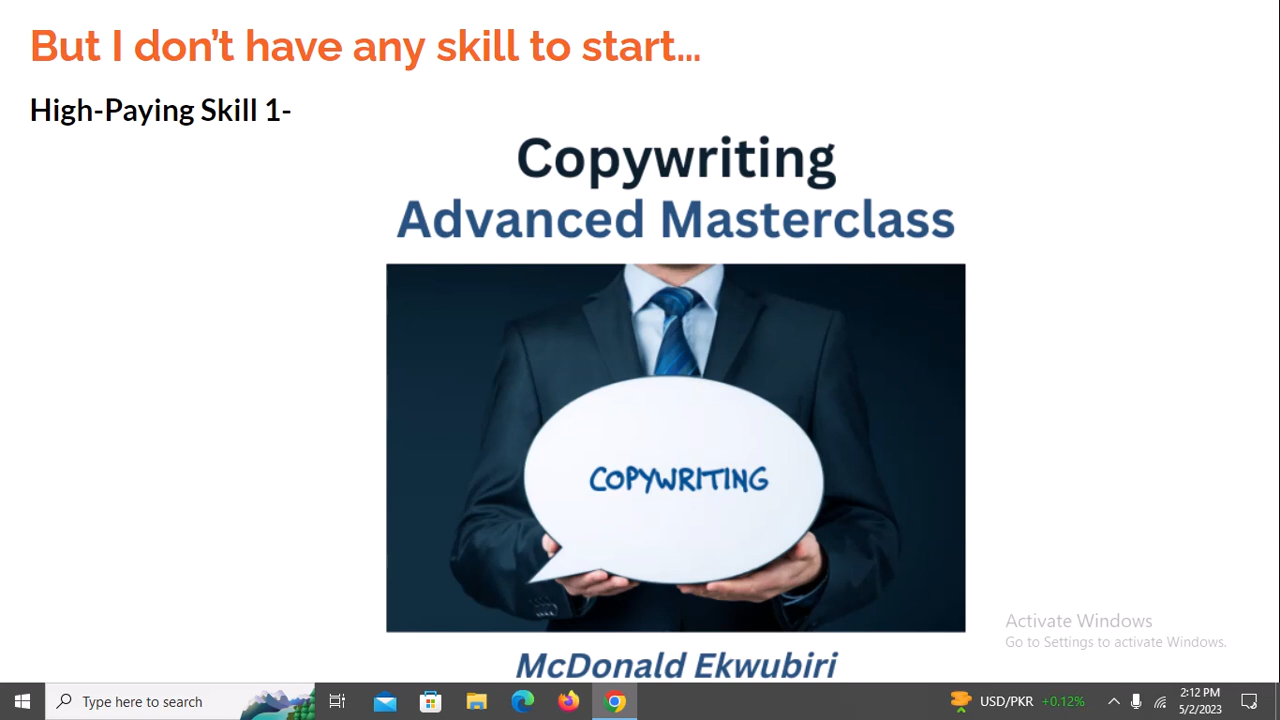 But I don't have any skill to start...
High-Paying Skill 1-
Copywriting
Advanced Masterclass
COPYWRITING
McDonald Ekwubiri
Activate Windows
Go to Settings to activate Windows.
Type here to search
USD/PKR +0.12%
2:12 PM
5/2/2023